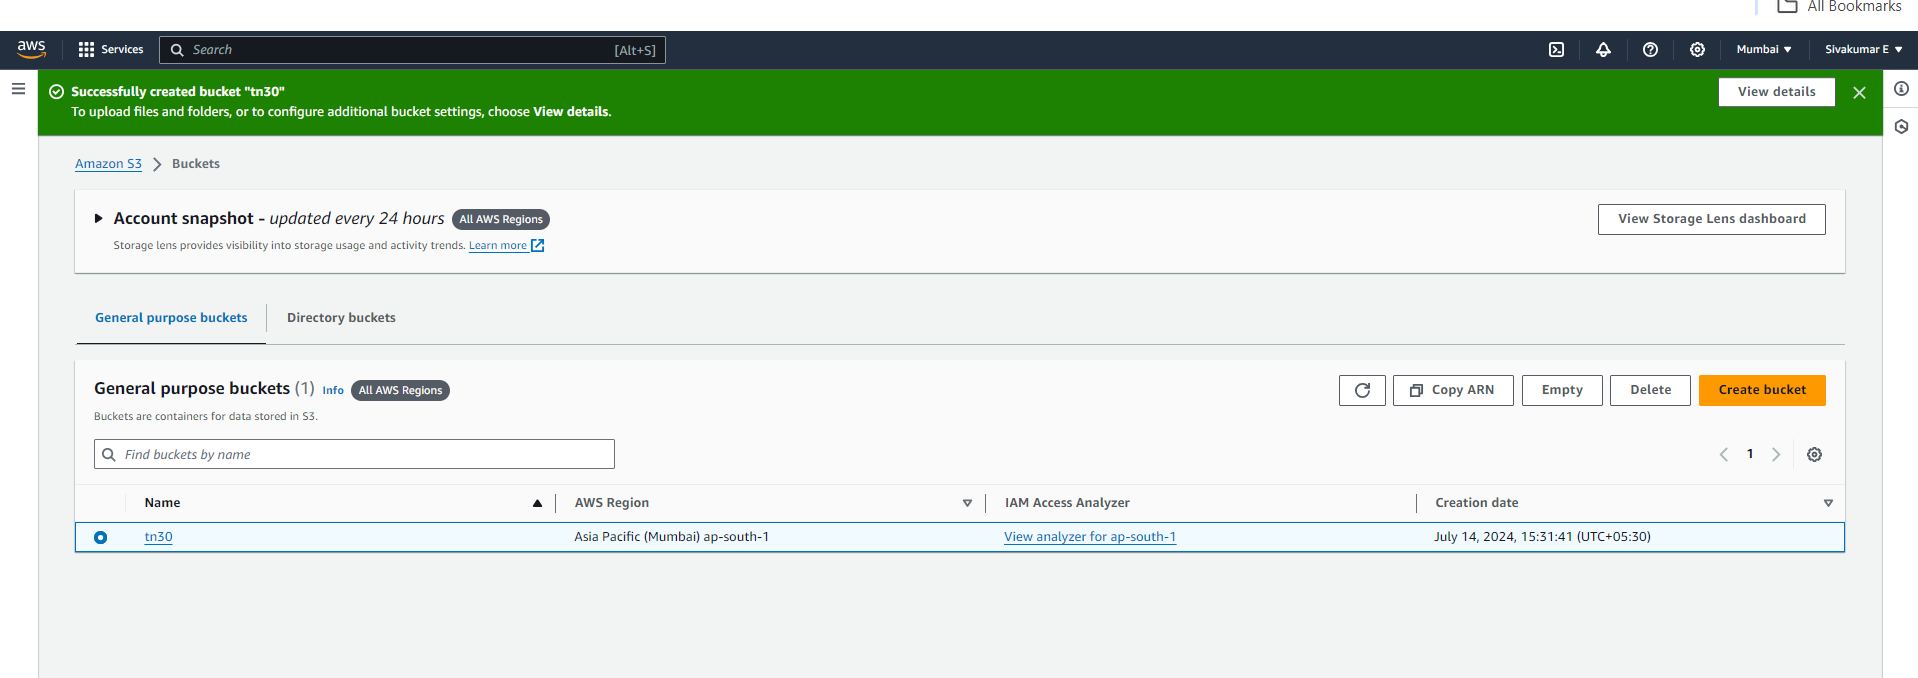 All Bookmarks
aws Services Search [Alt+S] Mumbai Sivakumar E
Successfully created bucket "tn30"
To upload files and folders, or to configure additional bucket settings, choose View details.
View details
Amazon S3 Buckets
Account snapshot - updated every 24 hours All AWS Regions
View Storage Lens dashboard
Storage lens provides visibility into storage usage and activity trends. Learn more
General purpose buckets Directory buckets
General purpose buckets (1) Info All AWS Regions
Copy ARN Empty Delete Create bucket
Buckets are containers for data stored in S3.
Find buckets by name
1
Name AWS Region IAM Access Analyzer Creation date
tn30 Asia Pacific (Mumbai) ap-south-1 View analyzer for ap-south-1 July 14, 2024, 15:31:41 (UTC+05:30)